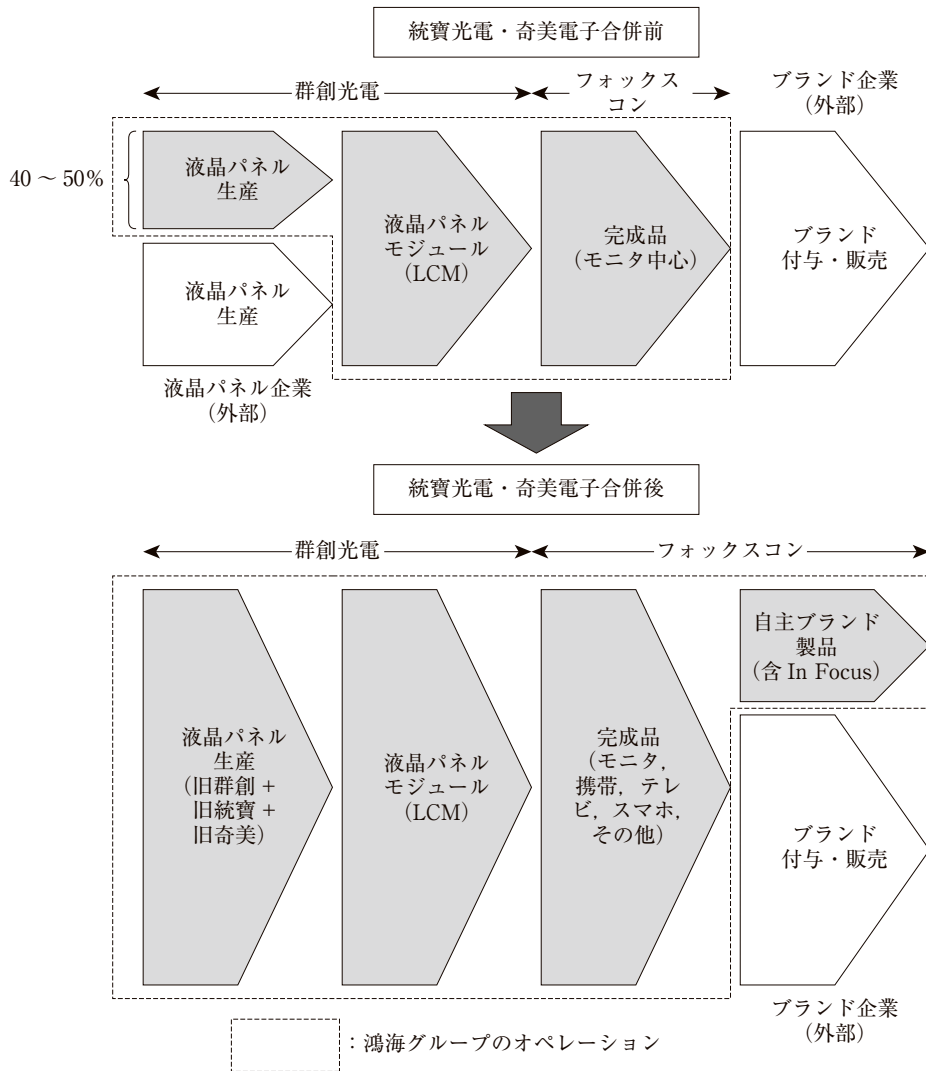 統寶光電・奇美電子合併前
群創光電
フォックス
コン
ブランド企業
（外部）
40～50%
液晶パネル
生産
液晶パネル
モジュール
（LCM）
完成品
（モニタ中心）
ブランド
付与・販売
液晶パネル
生産
液晶パネル企業
（外部）
統寶光電・奇美電子合併後
群創光電
フォックスコン
自主ブランド
製品
（含 In Focus）
液晶パネル
生産
（旧群創＋
旧統寶＋
旧奇美）
液晶パネル
モジュール
（LCM）
完成品
（モニタ，
携帯，テレ
ビ，スマホ，
その他）
ブランド
付与・販売
ブランド企業
（外部）
：鴻海グループのオペレーション